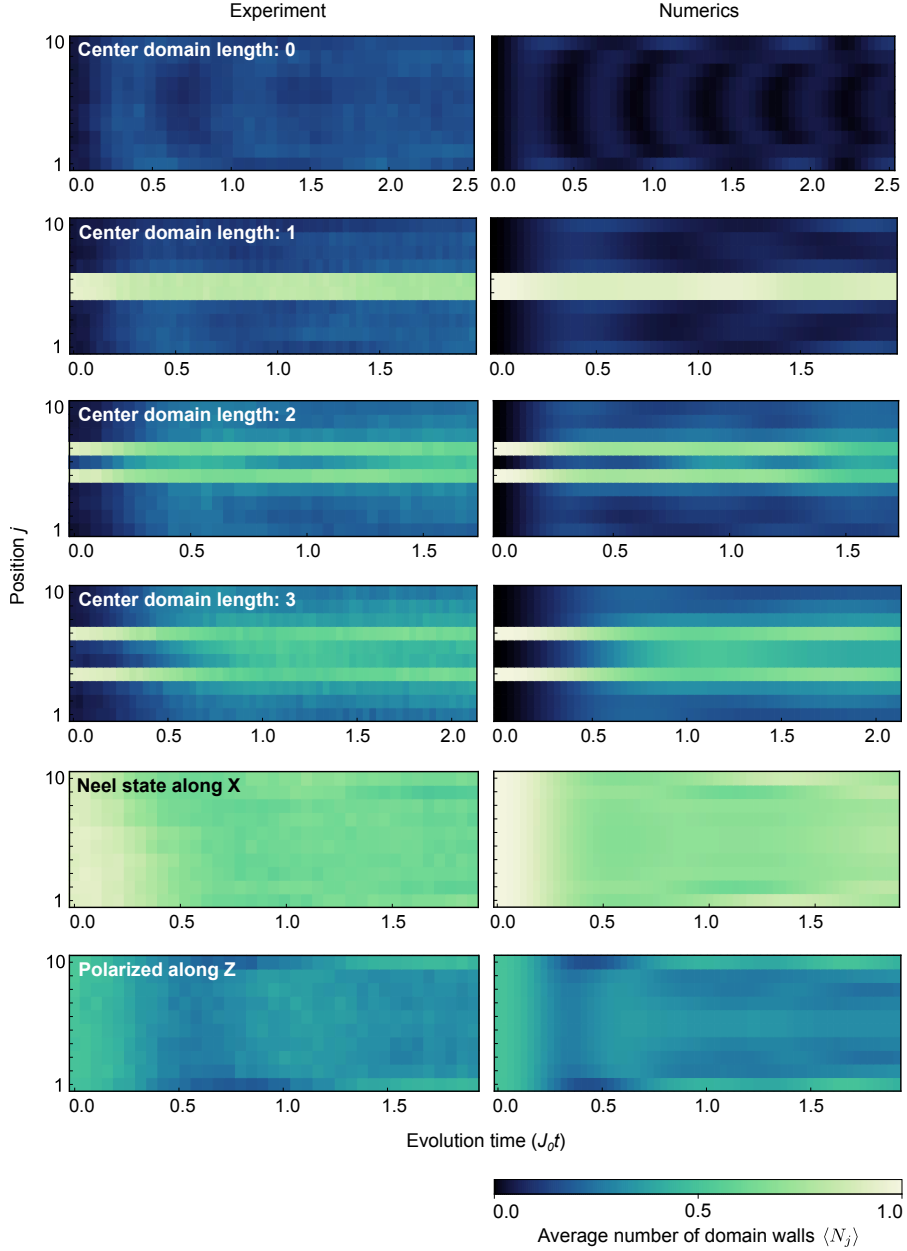 Experiment Numerics
10 Center domain length: 0
1
0.0 0.5 1.0 1.5 2.0 2.5 0.0 0.5 1.0 1.5 2.0 2.5
10 Center domain length: 1
1
0.0 0.5 1.0 1.5 0.0 0.5 1.0 1.5
10 Center domain length: 2
1
0.0 0.5 1.0 1.5 0.0 0.5 1.0 1.5
Position j
10 Center domain length: 3
1
0.0 0.5 1.0 1.5 2.0 0.0 0.5 1.0 1.5 2.0
10 Neel state along X
1
0.0 0.5 1.0 1.5 0.0 0.5 1.0 1.5
10 Polarized along Z
1
0.0 0.5 1.0 1.5 0.0 0.5 1.0 1.5
Evolution time (J₀t)
0.0 0.5 1.0
Average number of domain walls ⟨Nⱼ⟩